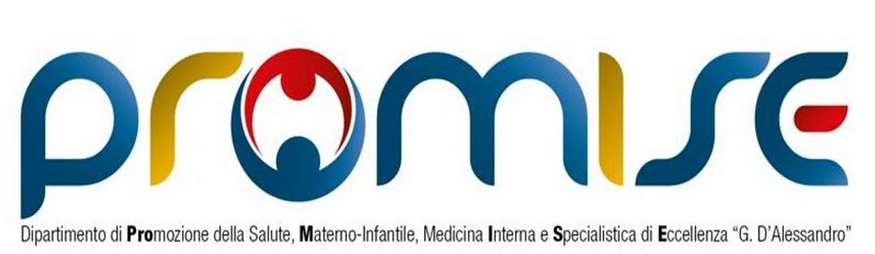 PROMISE
Dipartimento di Promozione della Salute, Materno-Infantile, Medicina Interna e Specialistica di Eccellenza “G. D’Alessandro”